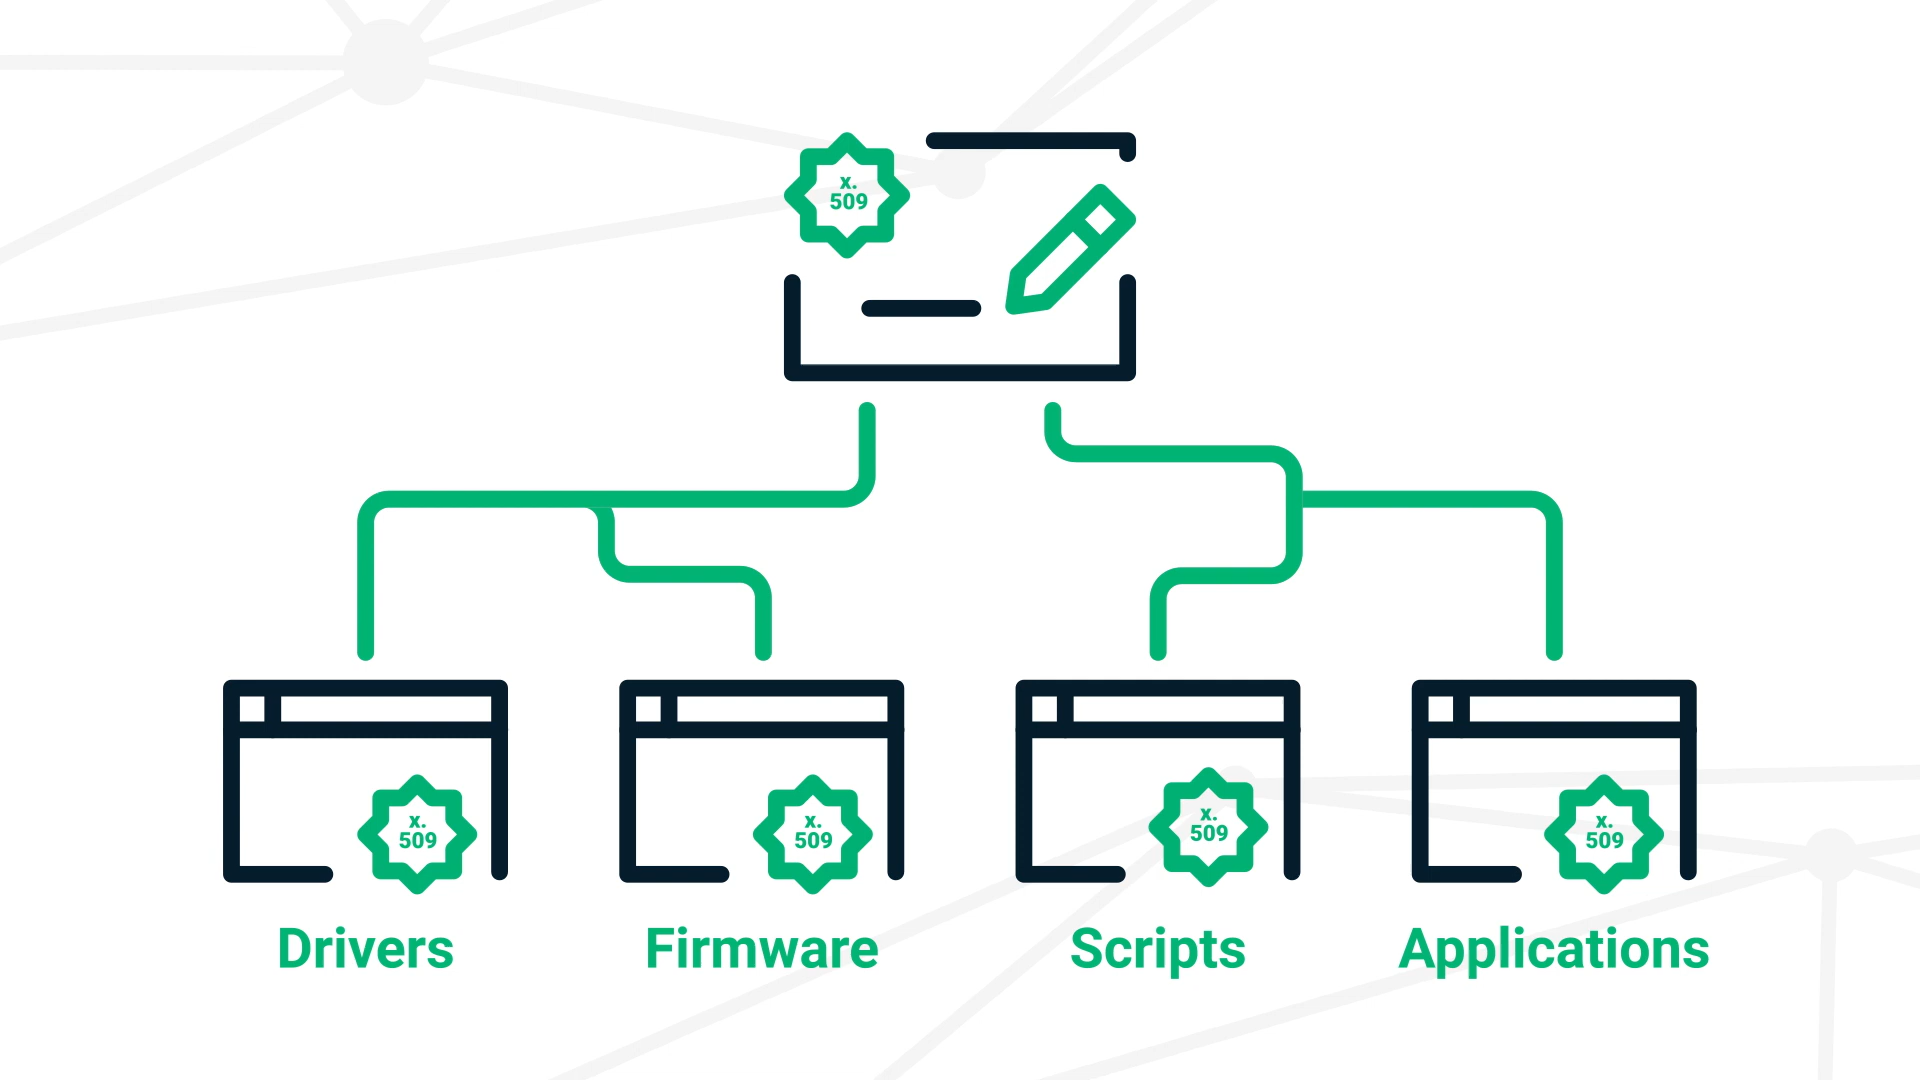 x.
509
x.
509
x.
509
x.
509
x.
509
Drivers
Firmware
Scripts
Applications